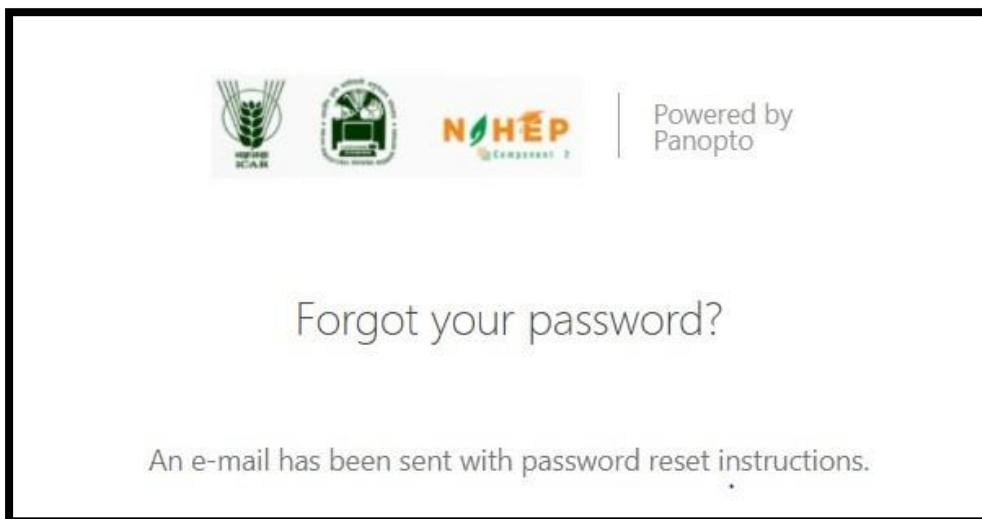 ICAR
NAHEP
Component 2
Powered by
Panopto
Forgot your password?
An e-mail has been sent with password reset instructions.